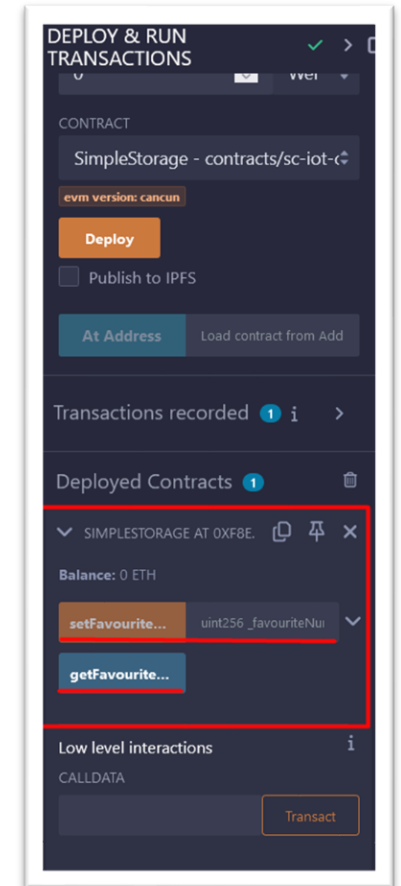 DEPLOY & RUN
TRANSACTIONS
0
Wei
CONTRACT
SimpleStorage - contracts/sc-iot-c
evm version: cancun
Deploy
Publish to IPFS
At Address
Load contract from Add
Transactions recorded 1 i
Deployed Contracts 1
SIMPLESTORAGE AT 0XF8E.
Balance: 0 ETH
setFavourite...
uint256 _favouriteNu
getFavourite...
Low level interactions i
CALLDATA
Transact